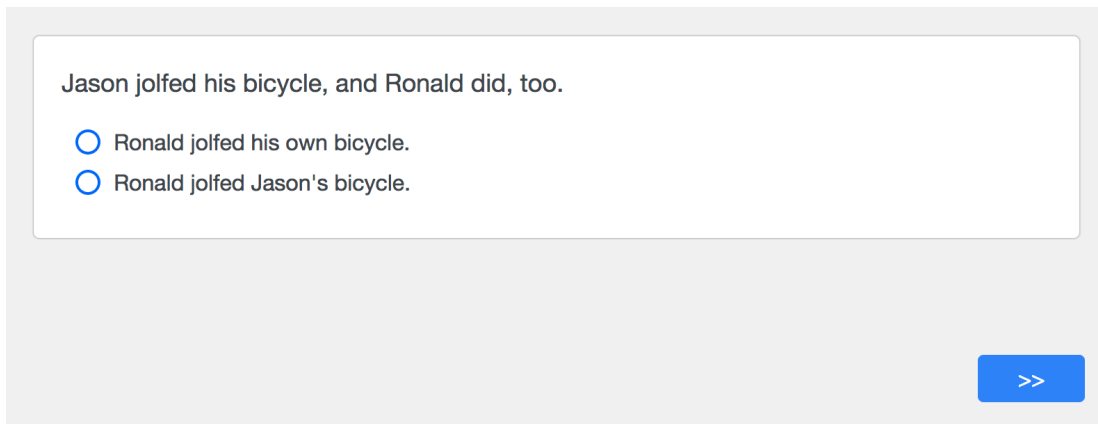 Jason jolfed his bicycle, and Ronald did, too.
Ronald jolfed his own bicycle.
Ronald jolfed Jason's bicycle.
>>